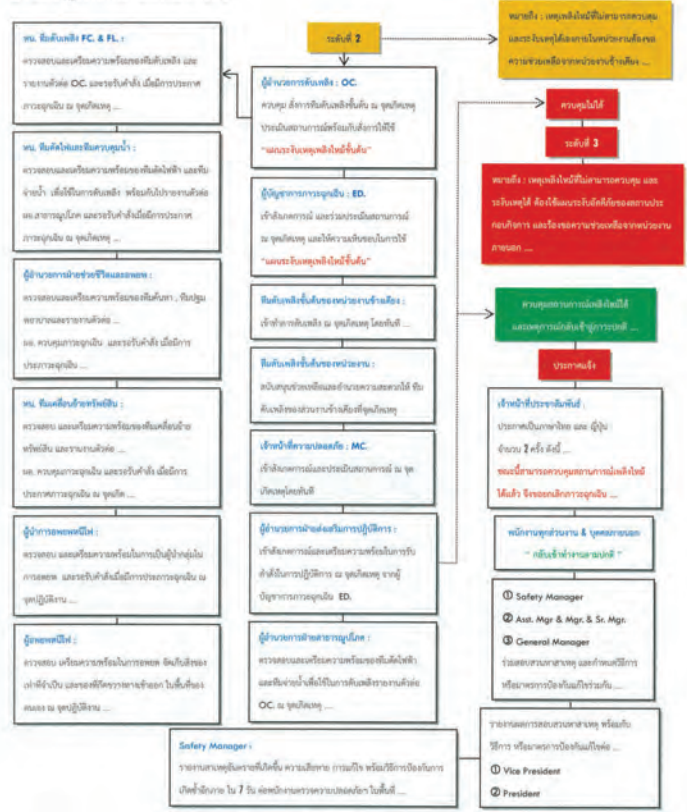 หน. ทีมดับเพลิง FC. & FL. :
ตรวจสอบและเตรียมความพร้อมของทีมดับเพลิง และ
รายงานตัวต่อ OC. และรอรับคำสั่ง เมื่อมีการประกาศ
ภาวะฉุกเฉิน ณ จุดเกิดเหตุ ...
หน. ทีมตัดไฟและทีมควบคุมน้ำ :
ตรวจสอบและเตรียมความพร้อมของทีมตัดไฟฟ้า และทีม
จ่ายน้ำ เพื่อใช้ในการดับเพลิง พร้อมกับไปรายงานตัวต่อ
ผอ.สาธารณูปโภค และรอรับคำสั่งเมื่อมีการประกาศ
ภาวะฉุกเฉิน ณ จุดเกิดเหตุ ...
ผู้อำนวยการฝ่ายช่วยชีวิตและอพยพ :
ตรวจสอบและเตรียมความพร้อมของทีมค้นหา , ทีมปฐม
พยาบาลและรายงานตัวต่อ ...
ผอ. ควบคุมภาวะฉุกเฉิน และรอรับคำสั่ง เมื่อมีการ
ประกาวะฉุกเฉิน ...
หน. ทีมเคลื่อนย้ายทรัพย์สิน :
ตรวจสอบ และเตรียมความพร้อมของทีมเคลื่อนย้าย
ทรัพย์สิน และรายงานตัวต่อ ...
ผอ. ควบคุมภาวะฉุกเฉิน และรอรับคำสั่ง เมื่อมีการ
ประกาศภาวะฉุกเฉิน ณ จุดเกิด ...
ผู้นำการอพยพหนีไฟ :
ตรวจสอบ และเตรียมความพร้อมในการเป็นผู้นำกลุ่มใน
การอพยพ และรอรับคำสั่งเมื่อมีการประกาวะฉุกเฉิน ณ
จุดปฏิบัติงาน ...
ผู้อพยพหนีไฟ :
ตรวจสอบ เตรียมความพร้อมในการอพยพ จัดเก็บสิ่งของ
เท่าที่จำเป็น และของที่กีดขวางทางเข้าออก ในพื้นที่ของ
ตนเอง ณ จุดปฏิบัติงาน ...
ระดับที่ 2
ผู้อำนวยการดับเพลิง : OC.
ควบคุม สั่งการทีมดับเพลิงขั้นต้น ณ จุดเกิดเหตุ
ประเมินสถานการณ์พร้อมกับสั่งการให้ใช้
"แผนระงับเหตุเพลิงไหม้ขั้นต้น"
ผู้บัญชาการภาวะฉุกเฉิน : ED.
เข้าสังเกตการณ์ และร่วมประเมินสถานการณ์
ณ จุดเกิดเหตุ และให้ความเห็นชอบในการใช้
"แผนระงับเหตุเพลิงไหม้ขั้นต้น"
ทีมดับเพลิงขั้นต้นของหน่วยงานข้างเคียง :
เข้าทำการดับเพลิง ณ จุดเกิดเหตุ โดยทันที ...
ทีมดับเพลิงขั้นต้นของหน่วยงาน :
สนับสนุนช่วยเหลือและอำนวยความสะดวกให้ ทีม
ดับเพลิงของส่วนงานข้างเคียงที่จุดเกิดเหตุ
เจ้าหน้าที่ความปลอดภัย : MC.
เข้าสังเกตการณ์และประเมินสถานการณ์ ณ จุด
เกิดเหตุโดยทันที
ผู้อำนวยการฝ่ายส่งเสริมการปฏิบัติการ :
เข้าสังเกตการณ์และเตรียมความพร้อมในการรับ
คำสั่งในการปฏิบัติการ ณ จุดเกิดเหตุ จากผู้
บัญชาการภาวะฉุกเฉิน ED.
ผู้อำนวยการฝ่ายสาธารณูปโภค :
ตรวจสอบและเตรียมความพร้อมของทีมตัดไฟฟ้า
และทีมจ่ายน้ำเพื่อใช้ในการดับเพลิงรายงานตัวต่อ
OC. ณ จุดเกิดเหตุ ...
หมายถึง : เหตุเพลิงไหม้ที่ไม่สามารถควบคุม
และระงับเหตุได้เองภายในหน่วยงานต้องขอ
ความช่วยเหลือจากหน่วยงานข้างเคียง ...
ควบคุมไม่ได้
ระดับที่ 3
หมายถึง : เหตุเพลิงไหม้ที่ไม่สามารถควบคุม และ
ระงับเหตุได้ ต้องใช้แผนระงับอัคคีภัยของสถานประ
กอบกิจการ และร้องขอความช่วยเหลือจากหน่วยงาน
ภายนอก ...
ควบคุมสถานการณ์เพลิงไหม้ได้
และเหตุการณ์กลับเข้าสู่ภาวะปกติ ...
ประกาศแจ้ง
เจ้าหน้าที่ประชาสัมพันธ์ :
ประกาศเป็นภาษาไทย และ ญี่ปุ่น
จำนวน 2 ครั้ง ดังนี้ ...
ขณะนี้สามารถควบคุมสถานการณ์เพลิงไหม้
ได้แล้ว จึงขอยกเลิกภาวะฉุกเฉิน ...
พนักงานทุกส่วนงาน & บุคคลภายนอก
" กลับเข้าทำงานตามปกติ "
① Safety Manager
② Asst. Mgr & Mgr. & Sr. Mgr.
③ General Manager
ร่วมสอบสวนหาสาเหตุ และกำหนดวิธีการ
หรือมาตรการป้องกันแก้ไขร่วมกัน ...
รายงานผลการสอบสวนหาสาเหตุ พร้อมกับ
วิธีการ หรือมาตรการป้องกันแก้ไขต่อ ...
① Vice President
② President
Safety Manager :
รายงานสาเหตุอันตรายที่เกิดขึ้น ความเสียหาย การแก้ไข พร้อมวิธีการป้องกันการ
เกิดซ้ำอีกภาย ใน 7 วัน ต่อพนักงานตรวจความปลอดภัยฯ ในพื้นที่ ...